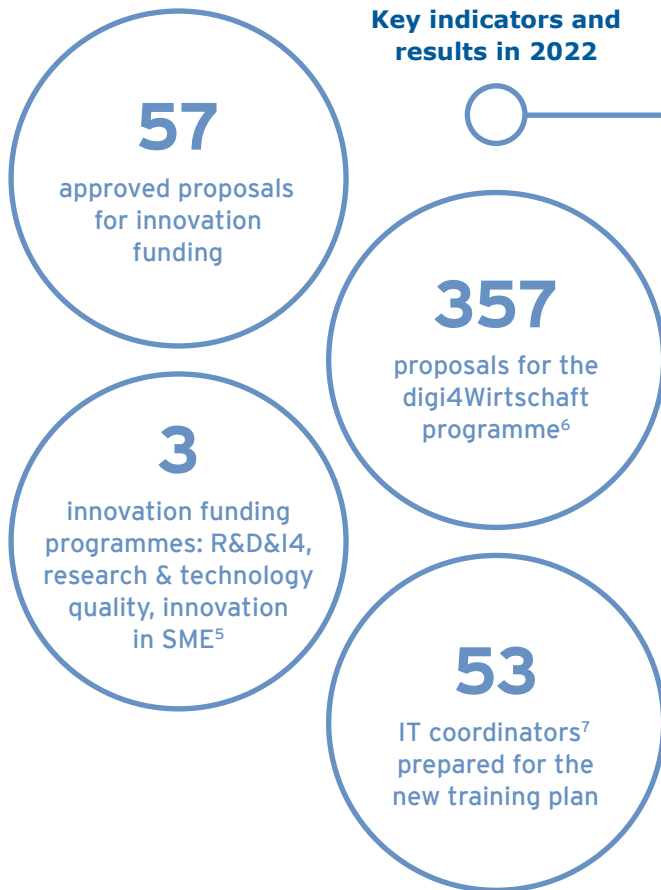 Key indicators and
results in 2022
57
approved proposals
for innovation
funding
357
proposals for the
digi4Wirtschaft
programme⁶
3
innovation funding
programmes: R&D&I4,
research & technology
quality, innovation
in SME⁵
53
IT coordinators⁷
prepared for the
new training plan